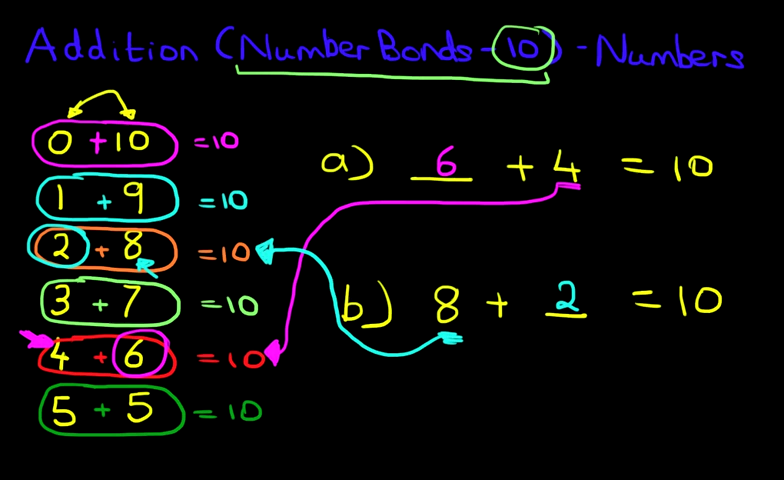 Addition (Number Bonds - 10) - Numbers
0 + 10 = 10
1 + 9 = 10
2 + 8 = 10
3 + 7 = 10
4 + 6 = 10
5 + 5 = 10
a) 6 + 4 = 10
b) 8 + 2 = 10